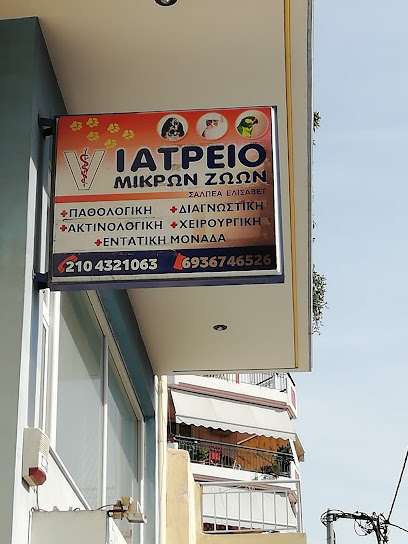 V ΙΑΤΡΕΙΟ
ΜΙΚΡΩΝ ΖΩΩΝ
ΣΑΛΠΕΑ ΕΛΙΣΑΒΕΤ
+ΠΑΘΟΛΟΓΙΚΗ +ΔΙΑΓΝΩΣΤΙΚΗ
+ΑΚΤΙΝΟΛΟΓΙΚΗ +ΧΕΙΡΟΥΡΓΙΚΗ
+ΕΝΤΑΤΙΚΗ ΜΟΝΑΔΑ
210 4321063 6936746526